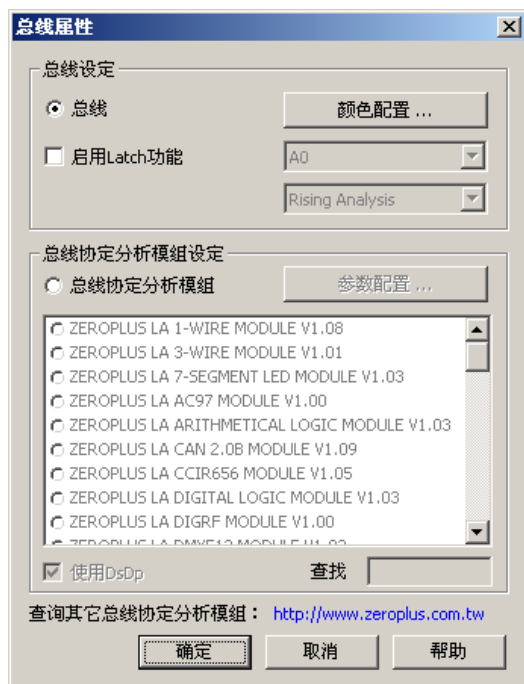 总线属性
总线设定
总线
颜色配置 ...
启用Latch功能
A0
Rising Analysis
总线协定分析模组设定
总线协定分析模组
参数配置 ...
ZEROPLUS LA 1-WIRE MODULE V1.08
ZEROPLUS LA 3-WIRE MODULE V1.01
ZEROPLUS LA 7-SEGMENT LED MODULE V1.03
ZEROPLUS LA AC97 MODULE V1.00
ZEROPLUS LA ARITHMETICAL LOGIC MODULE V1.03
ZEROPLUS LA CAN 2.0B MODULE V1.09
ZEROPLUS LA CCIR656 MODULE V1.05
ZEROPLUS LA DIGITAL LOGIC MODULE V1.03
ZEROPLUS LA DIGRF MODULE V1.00
使用DsDp
查找
查询其它总线协定分析模组： http://www.zeroplus.com.tw
确定
取消
帮助